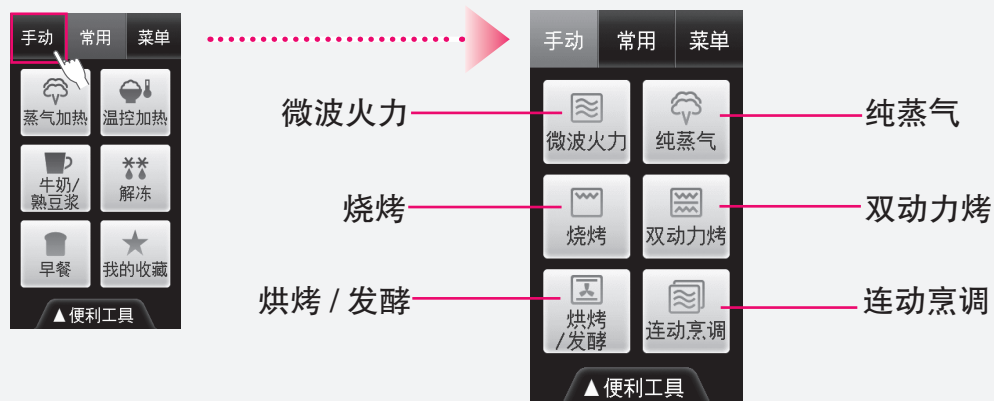 手动 常用 菜单
蒸气加热 温控加热
牛奶/
熟豆浆
解冻
早餐 我的收藏
▲便利工具
手动 常用 菜单
微波火力 纯蒸气
烧烤 双动力烤
烘烤
/发酵
连动烹调
▲便利工具
微波火力
烧烤
烘烤 / 发酵
纯蒸气
双动力烤
连动烹调